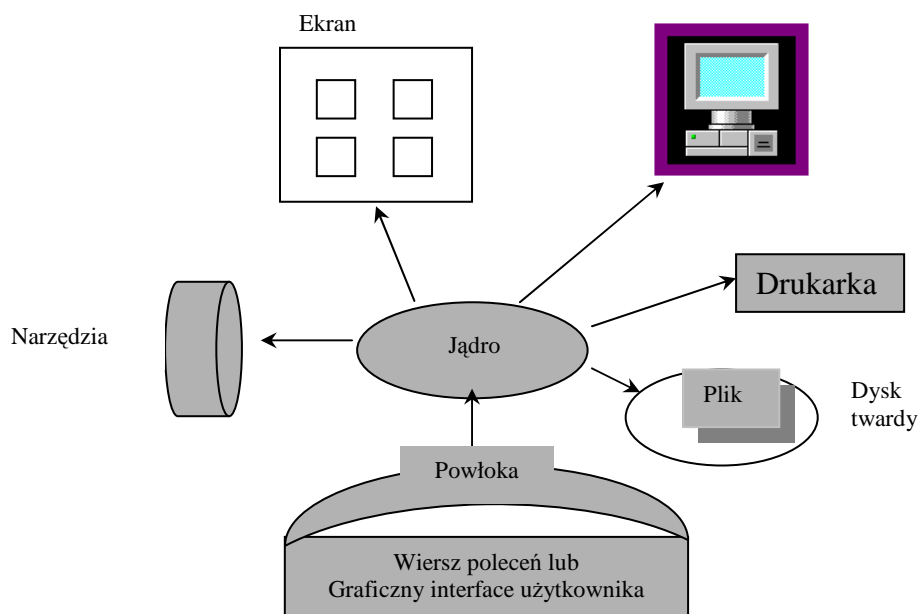 Ekran
Drukarka
Narzędzia
Jądro
Plik
Dysk
twardy
Powłoka
Wiersz poleceń lub
Graficzny interface użytkownika